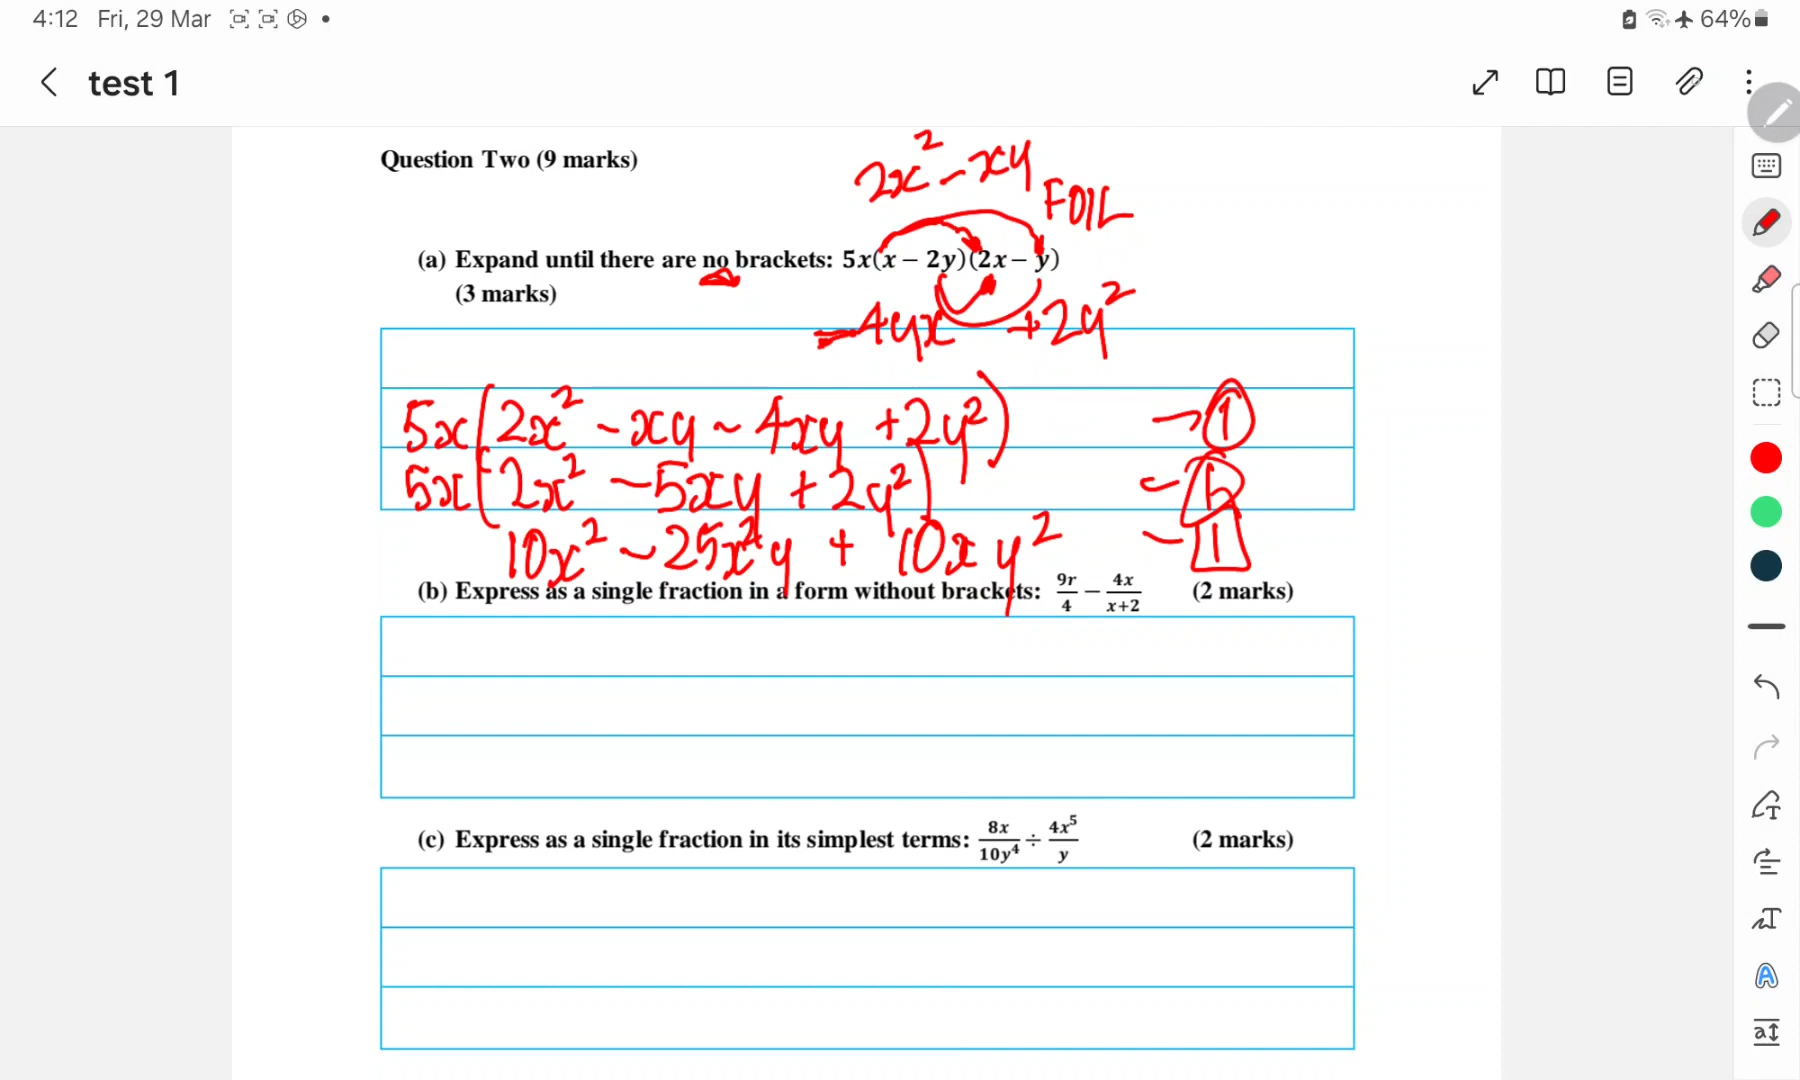 4:12 Fri, 29 Mar
64%
test 1
Question Two (9 marks)
2x² - xy
FOIL
(a) Expand until there are no brackets: 5x(x − 2y)(2x − y)
(3 marks)
-4yx +2y²
5x(2x² - xy - 4xy + 2y²) - 1
5x(2x² - 5xy + 2y²) -
10x² - 25x²y + 10xy² - 1
(b) Express as a single fraction in a form without brackets: 9r/4 − 4x/x+2 (2 marks)
(c) Express as a single fraction in its simplest terms: 8x/10y⁴ ÷ 4x⁵/y (2 marks)